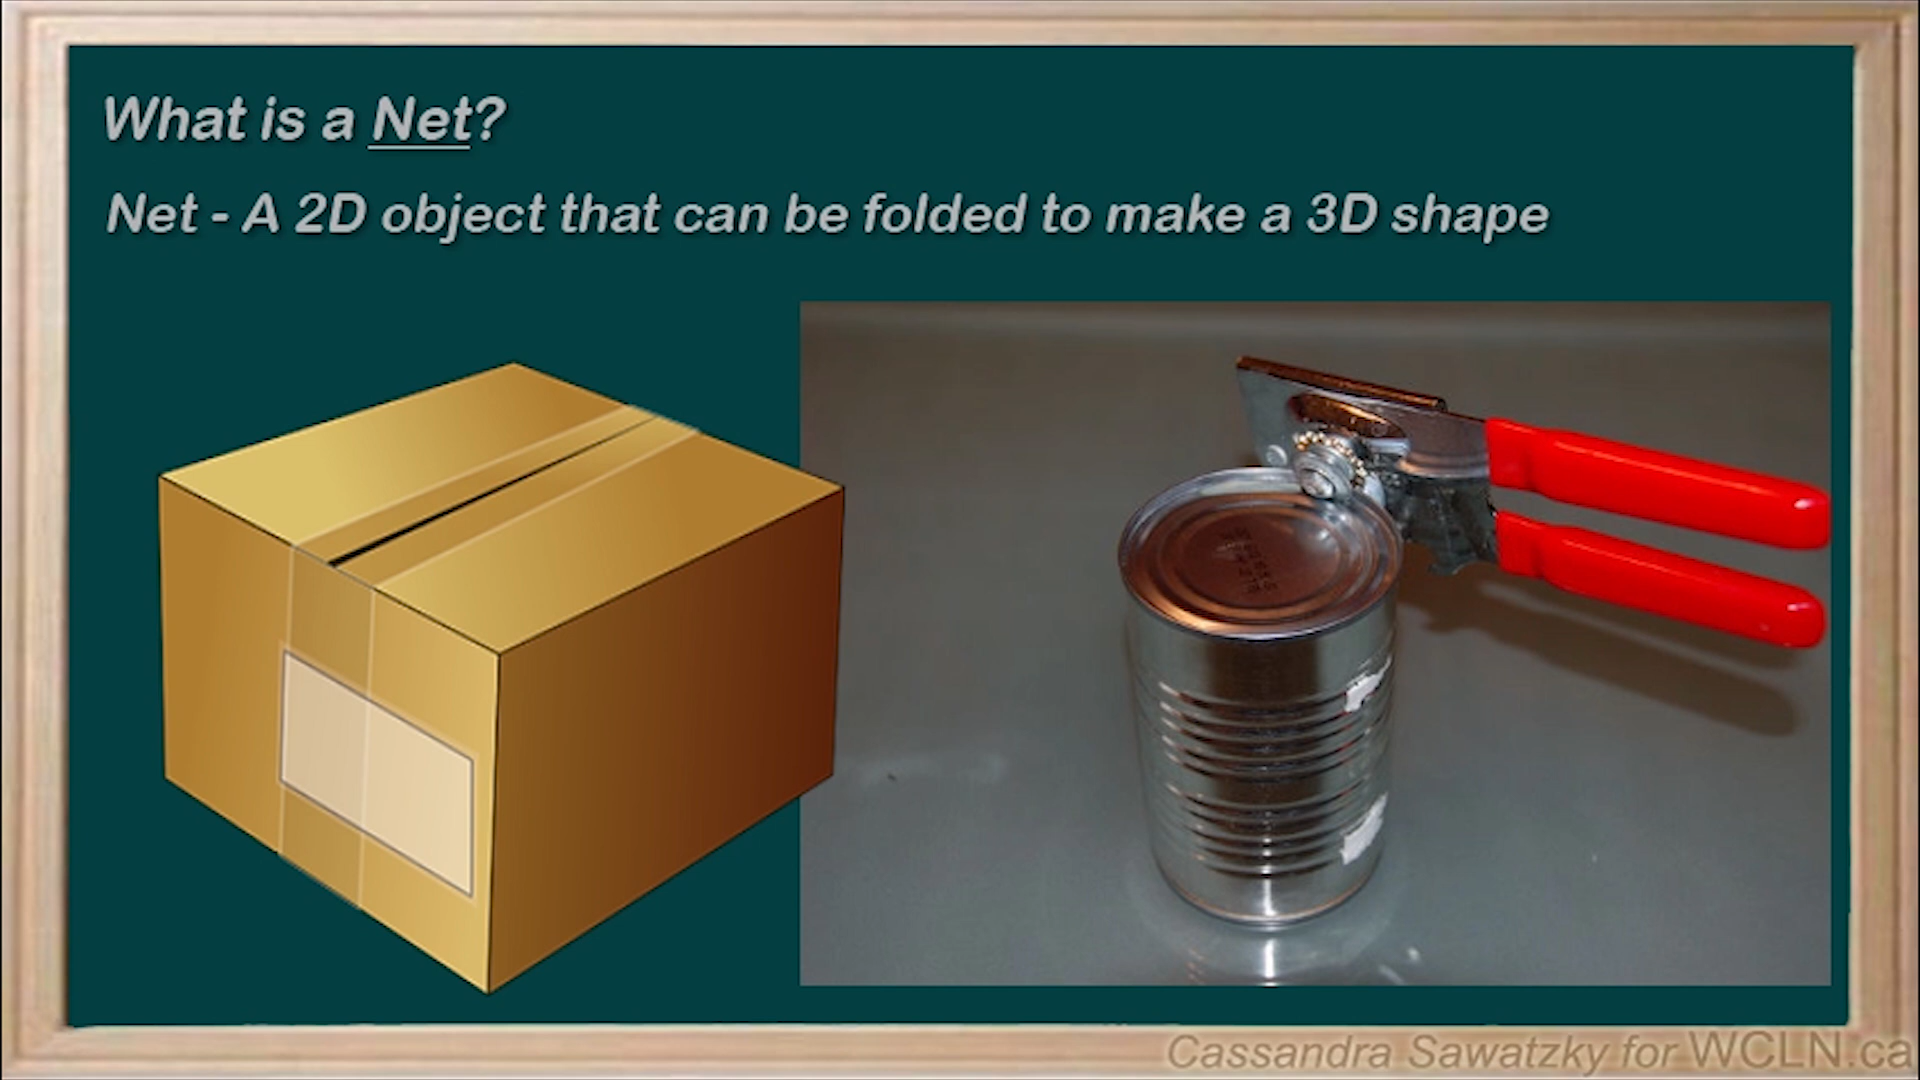 What is a Net?
Net - A 2D object that can be folded to make a 3D shape
Cassandra Sawatzky for WCLN.ca